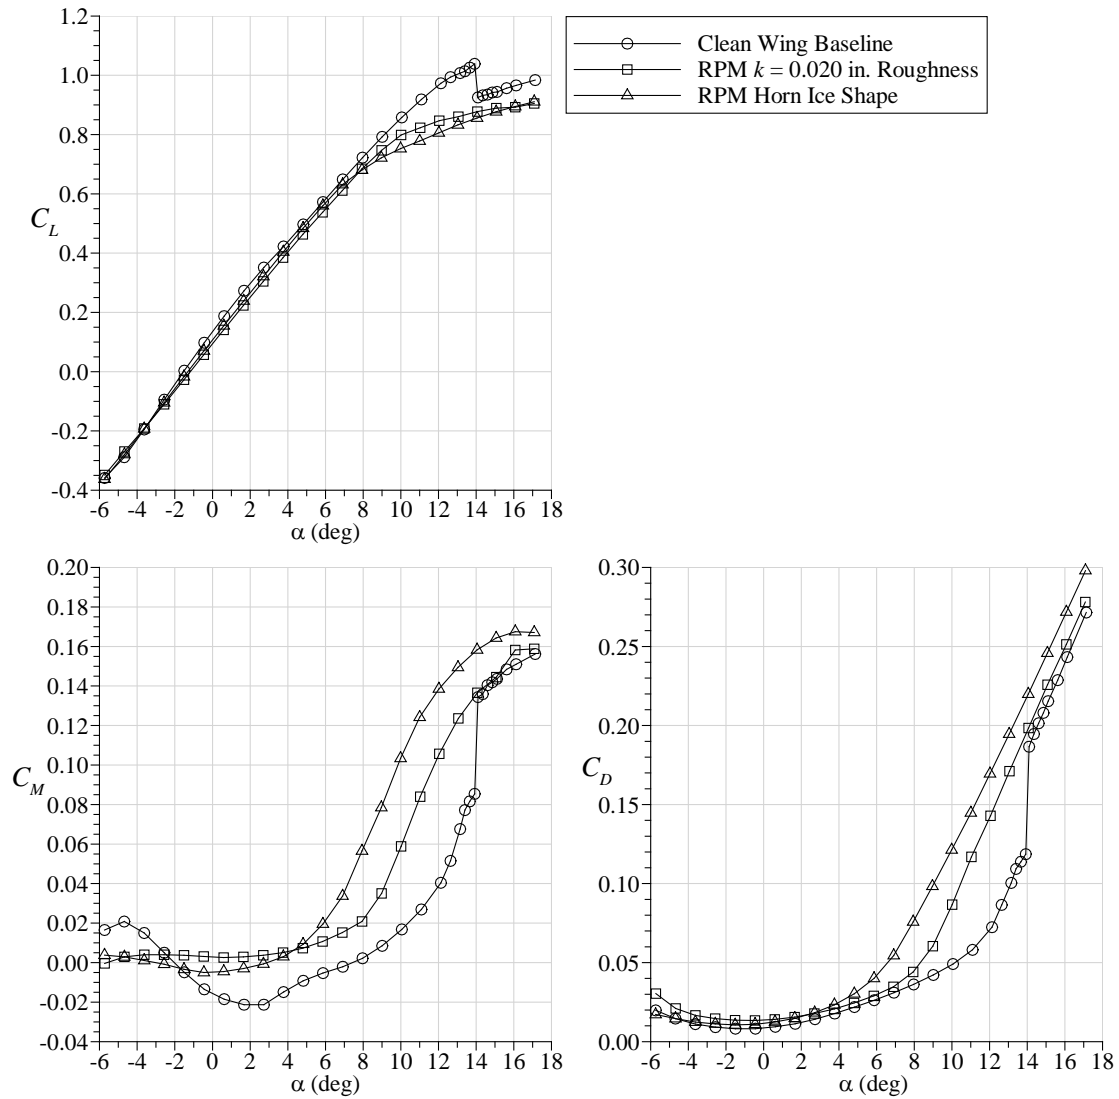 1.2
1.0
0.8
0.6
0.4
0.2
0.0
-0.2
-0.4
C_L
-6 -4 -2 0 2 4 6 8 10 12 14 16 18
α (deg)
Clean Wing Baseline
RPM k = 0.020 in. Roughness
RPM Horn Ice Shape
0.20
0.18
0.16
0.14
0.12
0.10
0.08
0.06
0.04
0.02
0.00
-0.02
-0.04
C_M
-6 -4 -2 0 2 4 6 8 10 12 14 16 18
α (deg)
0.30
0.25
0.20
0.15
0.10
0.05
0.00
C_D
-6 -4 -2 0 2 4 6 8 10 12 14 16 18
α (deg)